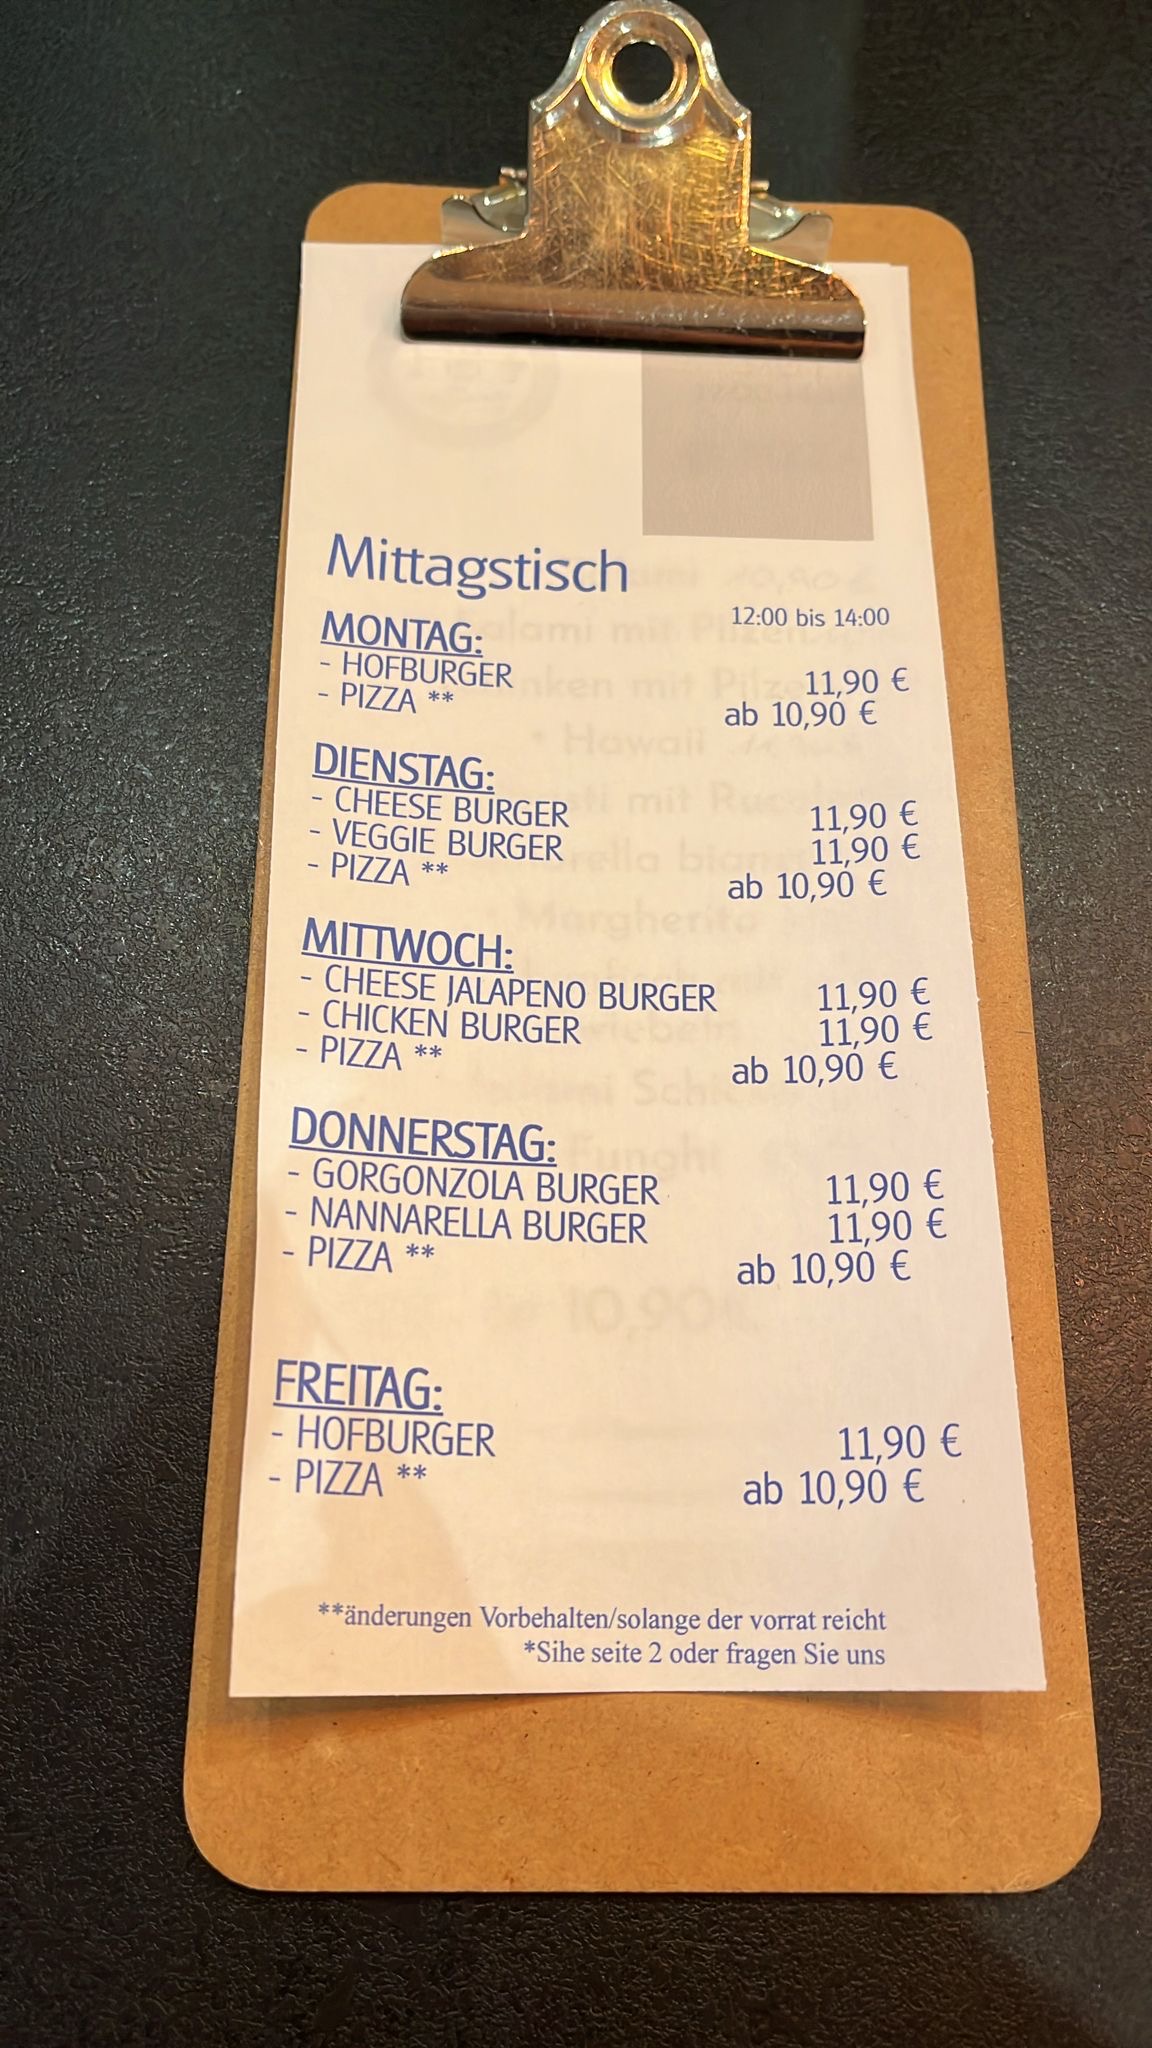 Mittagstisch
12:00 bis 14:00
MONTAG:
- HOFBURGER 11,90 €
- PIZZA ** ab 10,90 €
DIENSTAG:
- CHEESE BURGER 11,90 €
- VEGGIE BURGER 11,90 €
- PIZZA ** ab 10,90 €
MITTWOCH:
- CHEESE JALAPENO BURGER 11,90 €
- CHICKEN BURGER 11,90 €
- PIZZA ** ab 10,90 €
DONNERSTAG:
- GORGONZOLA BURGER 11,90 €
- NANNARELLA BURGER 11,90 €
- PIZZA ** ab 10,90 €
FREITAG:
- HOFBURGER 11,90 €
- PIZZA ** ab 10,90 €
**änderungen Vorbehalten/solange der vorrat reicht
*Sihe seite 2 oder fragen Sie uns